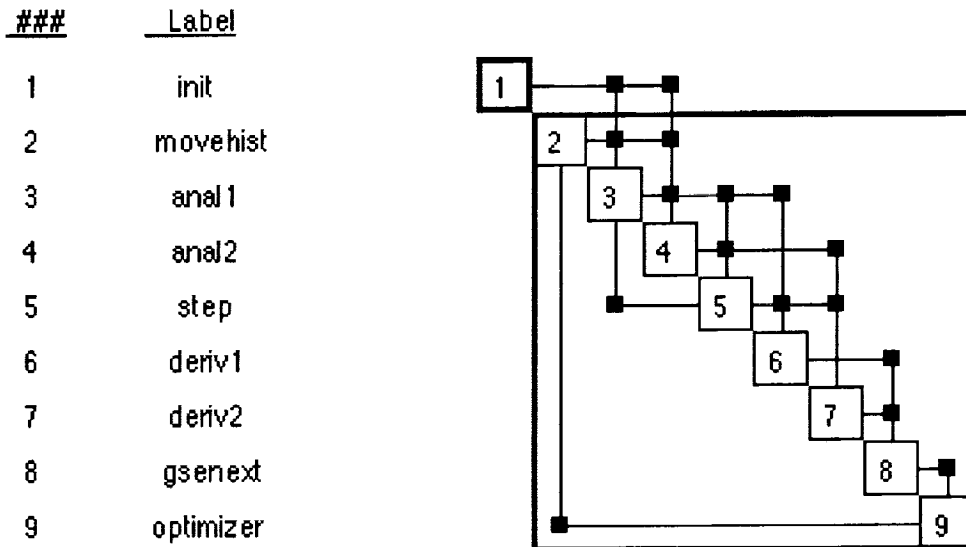 ### Label
1 init 1
2 movehist 2
3 anal1 3
4 anal2 4
5 step 5
6 deriv1 6
7 deriv2 7
8 gsenext 8
9 optimizer 9